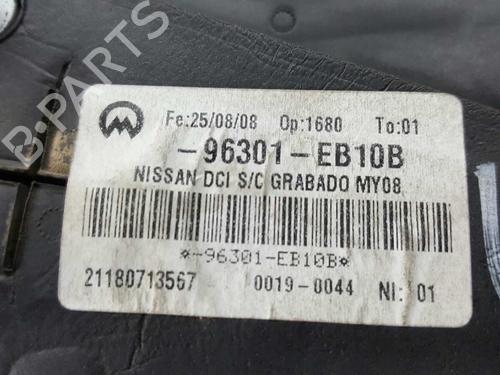 Fe:25/08/08 Op:1680 To:01
-96301-EB10B
NISSAN DCI S/C GRABADO MY08
*-96301-EB10B*
21180713567 0019-0044 NI: 01
B-PARTS